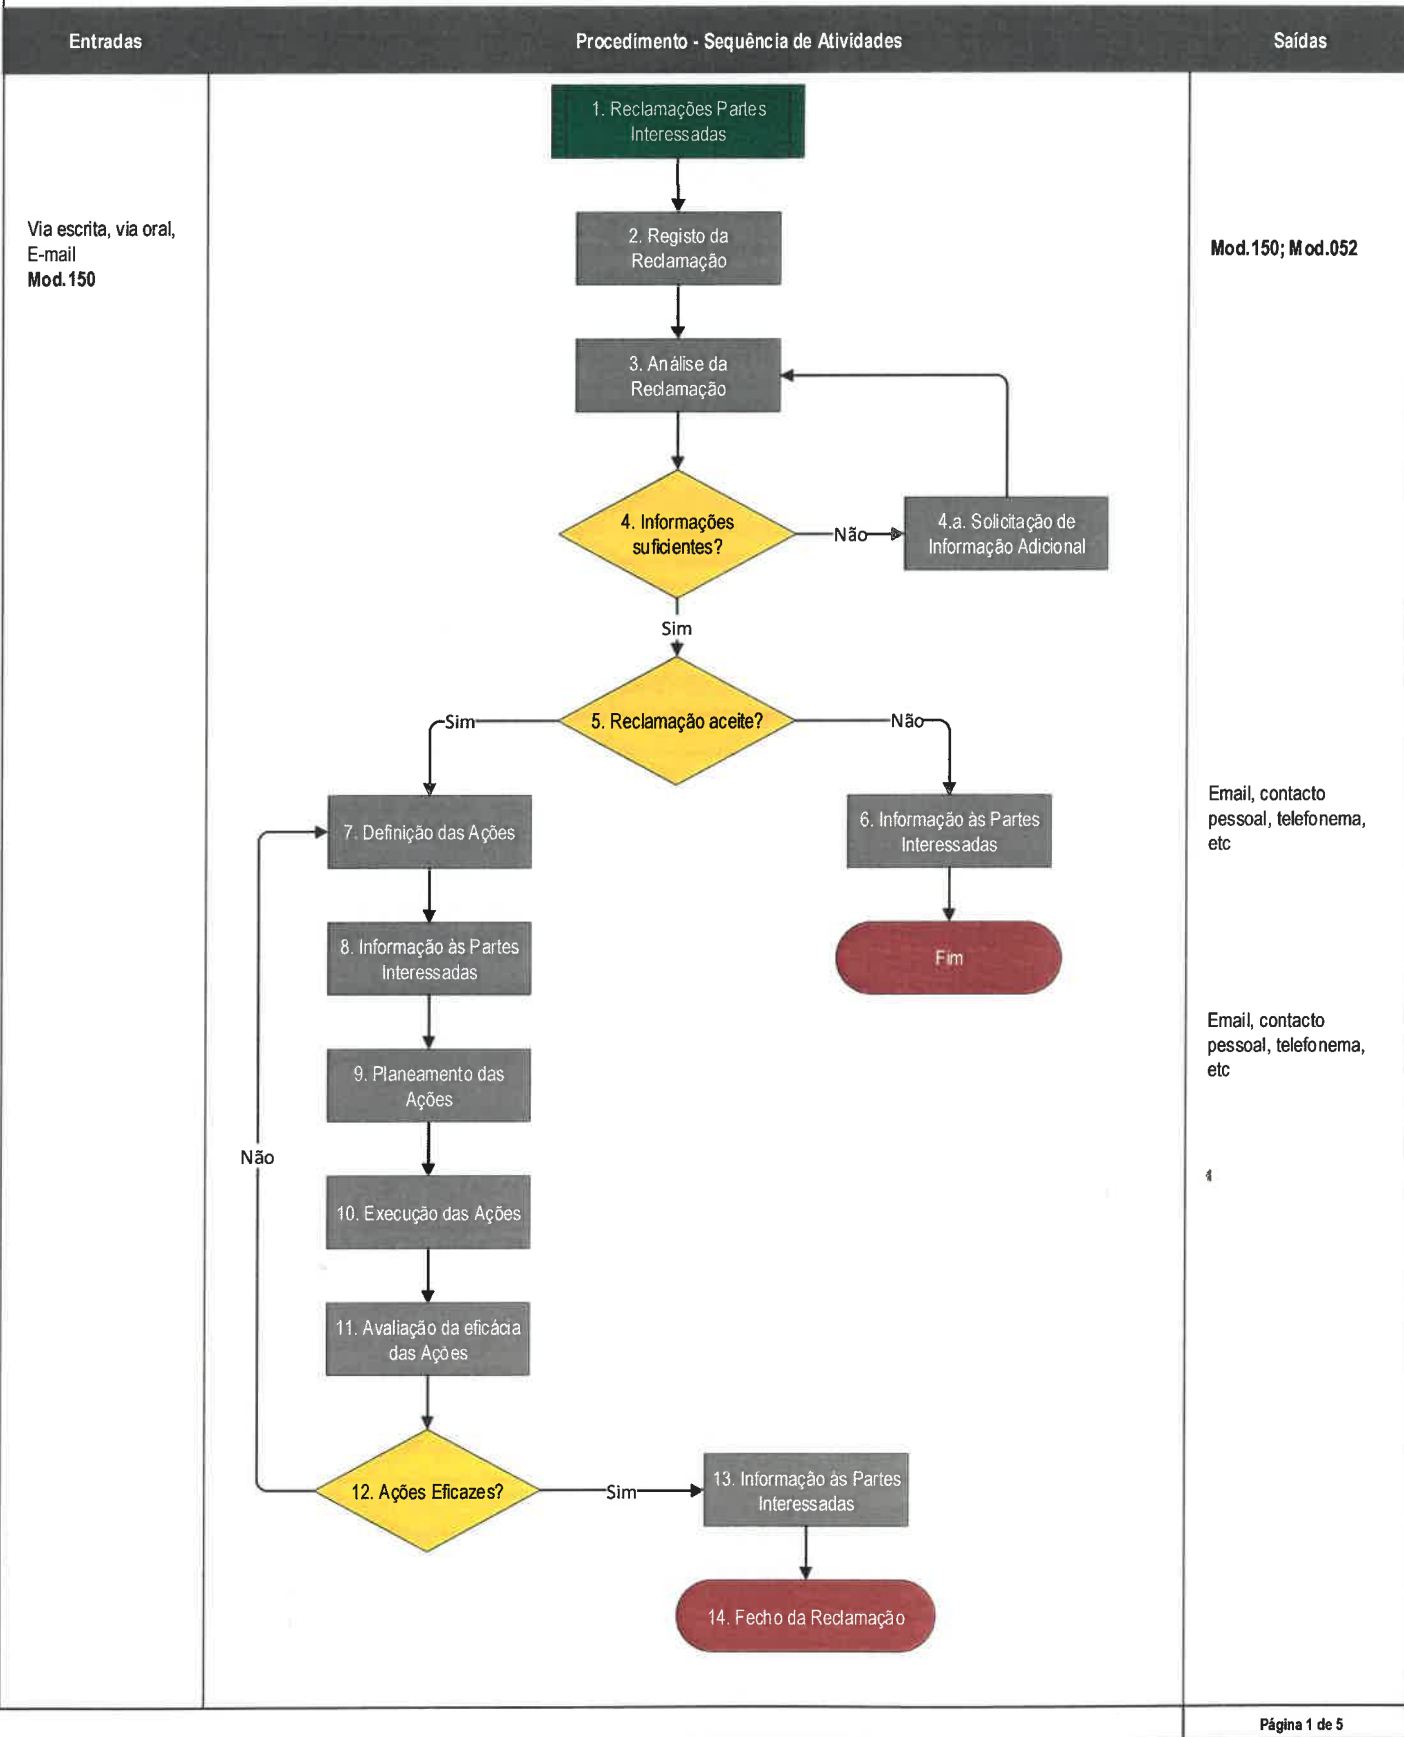 Entradas
Procedimento - Sequência de Atividades
Saídas
1. Reclamações Partes
Interessadas
Via escrita, via oral,
E-mail
Mod.150
2. Registo da
Reclamação
Mod.150; Mod.052
3. Análise da
Reclamação
4. Informações
suficientes?
Não
4.a. Solicitação de
Informação Adicional
Sim
5. Reclamação aceite?
Sim
Não
7. Definição das Ações
6. Informação às Partes
Interessadas
Email, contacto
pessoal, telefonema,
etc
8. Informação às Partes
Interessadas
Fim
Email, contacto
pessoal, telefonema,
etc
9. Planeamento das
Ações
Não
10. Execução das Ações
11. Avaliação da eficácia
das Ações
12. Ações Eficazes?
Sim
13. Informação às Partes
Interessadas
14. Fecho da Reclamação
Página 1 de 5